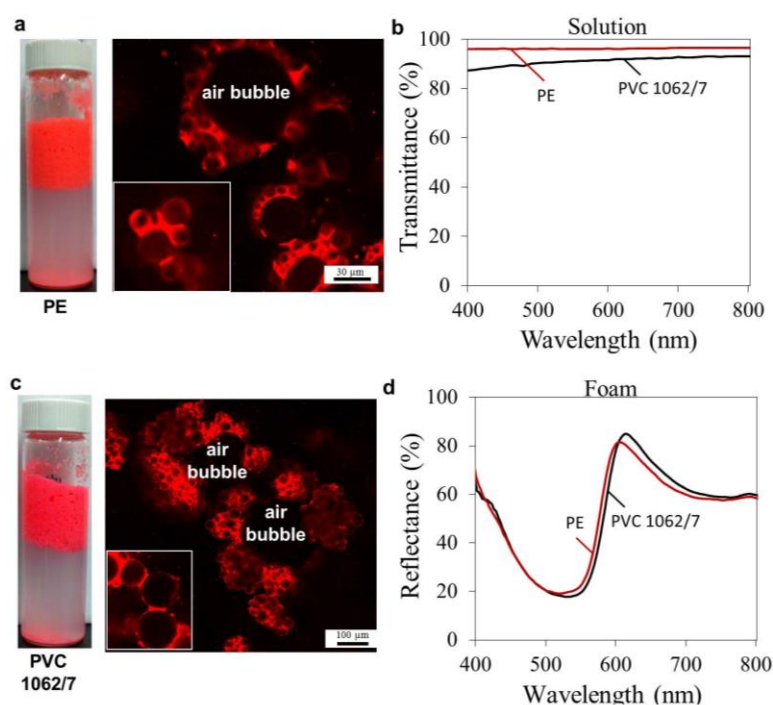 a
air bubble
30 µm
PE
b
Solution
Transmittance (%)
100
80
60
40
20
0
PE
PVC 1062/7
400 500 600 700 800
Wavelength (nm)
c
air
bubble
air
bubble
100 µm
PVC
1062/7
d
Foam
Reflectance (%)
100
80
60
40
20
0
PE
PVC 1062/7
400 500 600 700 800
Wavelength (nm)